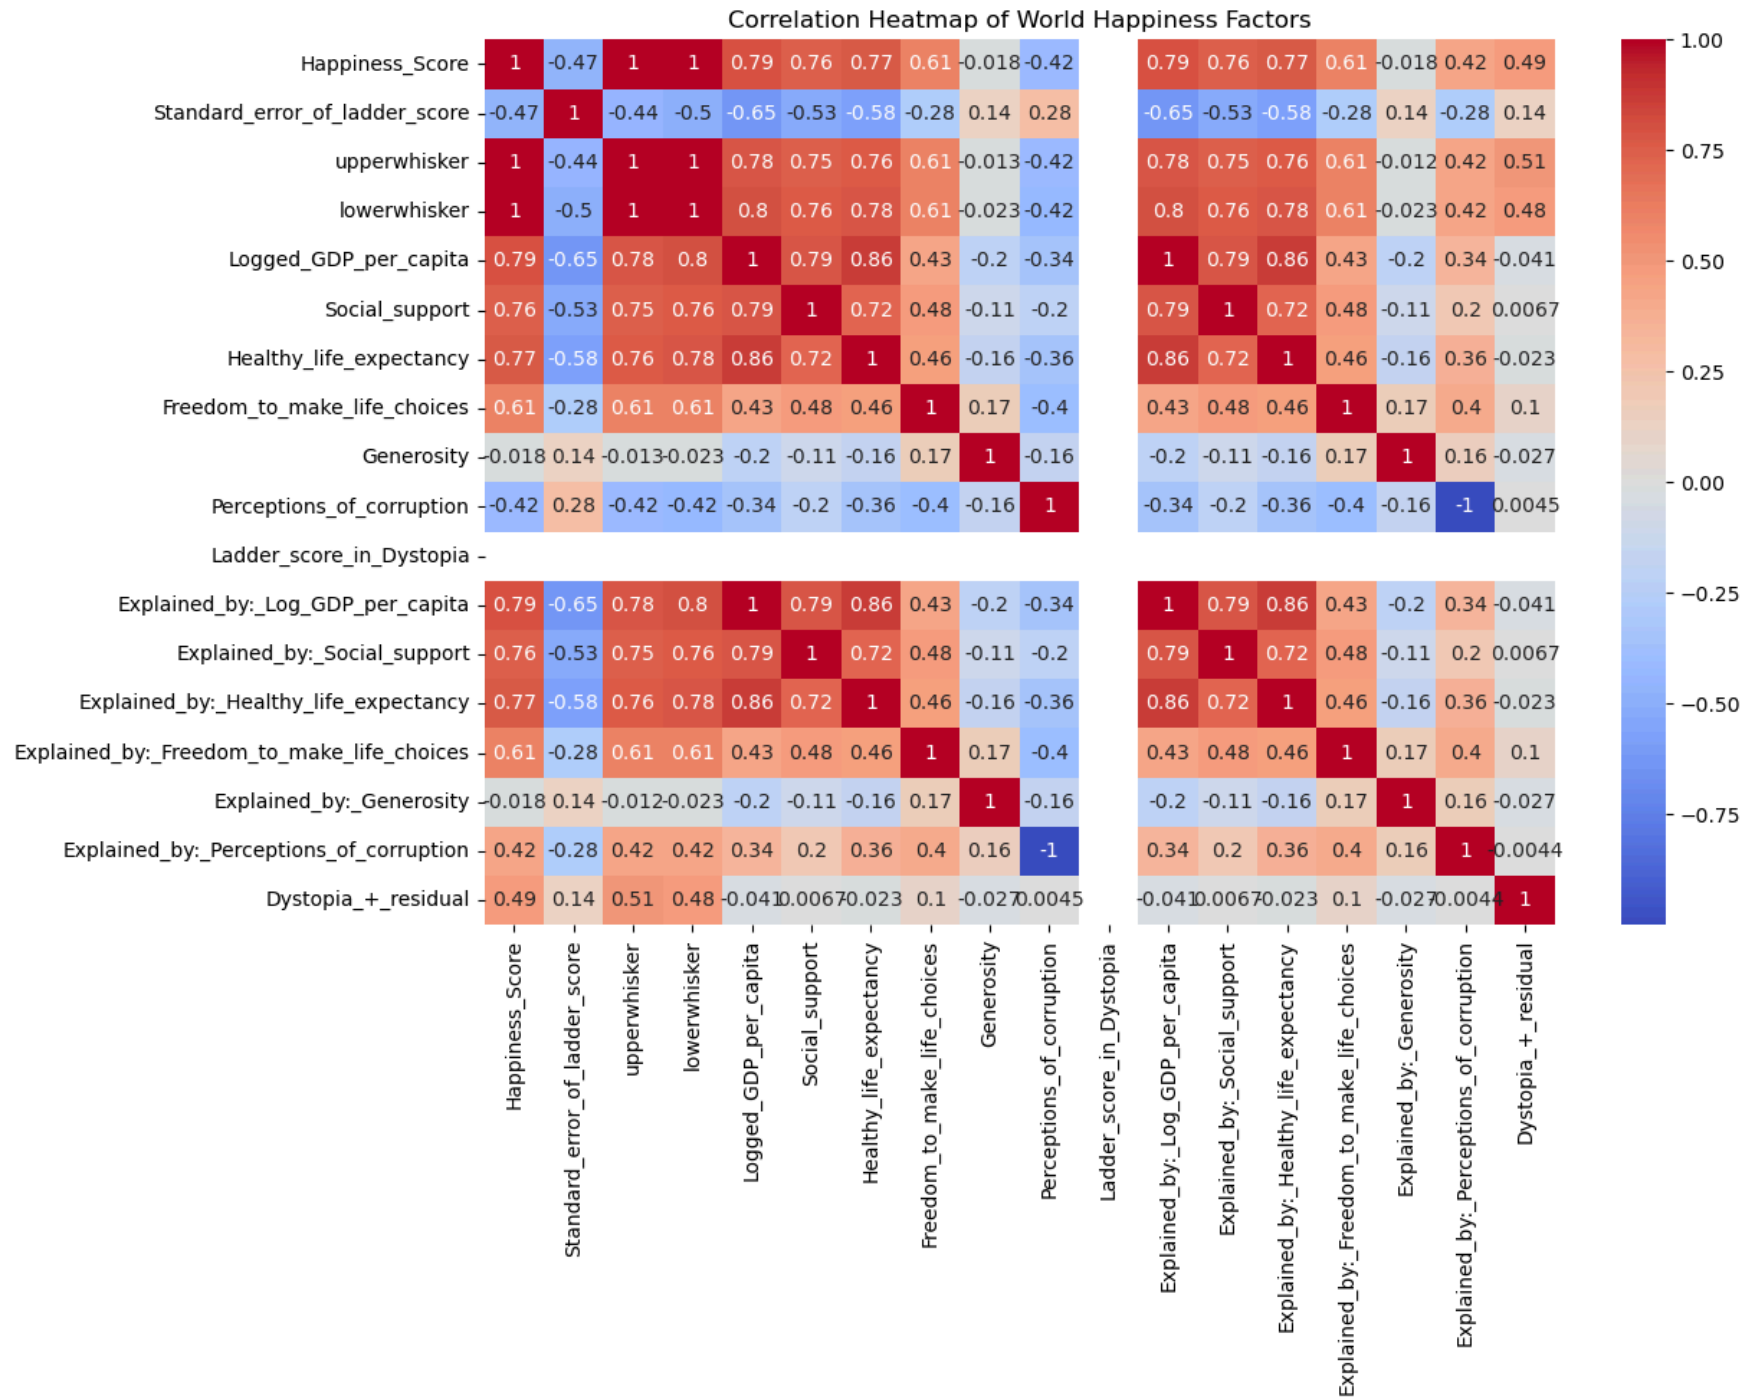 Correlation Heatmap of World Happiness Factors
Happiness_Score 1 -0.47 1 1 0.79 0.76 0.77 0.61 -0.018 -0.42 0.79 0.76 0.77 0.61 -0.018 0.42 0.49
Standard_error_of_ladder_score -0.47 1 -0.44 -0.5 -0.65 -0.53 -0.58 -0.28 0.14 0.28 -0.65 -0.53 -0.58 -0.28 0.14 -0.28 0.14
upperwhisker 1 -0.44 1 1 0.78 0.75 0.76 0.61 -0.013 -0.42 0.78 0.75 0.76 0.61 -0.012 0.42 0.51
lowerwhisker 1 -0.5 1 1 0.8 0.76 0.78 0.61 -0.023 -0.42 0.8 0.76 0.78 0.61 -0.023 0.42 0.48
Logged_GDP_per_capita 0.79 -0.65 0.78 0.8 1 0.79 0.86 0.43 -0.2 -0.34 1 0.79 0.86 0.43 -0.2 0.34 -0.041
Social_support 0.76 -0.53 0.75 0.76 0.79 1 0.72 0.48 -0.11 -0.2 0.79 1 0.72 0.48 -0.11 0.2 0.0067
Healthy_life_expectancy 0.77 -0.58 0.76 0.78 0.86 0.72 1 0.46 -0.16 -0.36 0.86 0.72 1 0.46 -0.16 0.36 -0.023
Freedom_to_make_life_choices 0.61 -0.28 0.61 0.61 0.43 0.48 0.46 1 0.17 -0.4 0.43 0.48 0.46 1 0.17 0.4 0.1
Generosity -0.018 0.14 -0.013 -0.023 -0.2 -0.11 -0.16 0.17 1 -0.16 -0.2 -0.11 -0.16 0.17 1 0.16 -0.027
Perceptions_of_corruption -0.42 0.28 -0.42 -0.42 -0.34 -0.2 -0.36 -0.4 -0.16 1 -0.34 -0.2 -0.36 -0.4 -0.16 -1 0.0045
Ladder_score_in_Dystopia
Explained_by:_Log_GDP_per_capita 0.79 -0.65 0.78 0.8 1 0.79 0.86 0.43 -0.2 -0.34 1 0.79 0.86 0.43 -0.2 0.34 -0.041
Explained_by:_Social_support 0.76 -0.53 0.75 0.76 0.79 1 0.72 0.48 -0.11 -0.2 0.79 1 0.72 0.48 -0.11 0.2 0.0067
Explained_by:_Healthy_life_expectancy 0.77 -0.58 0.76 0.78 0.86 0.72 1 0.46 -0.16 -0.36 0.86 0.72 1 0.46 -0.16 0.36 -0.023
Explained_by:_Freedom_to_make_life_choices 0.61 -0.28 0.61 0.61 0.43 0.48 0.46 1 0.17 -0.4 0.43 0.48 0.46 1 0.17 0.4 0.1
Explained_by:_Generosity -0.018 0.14 -0.012 -0.023 -0.2 -0.11 -0.16 0.17 1 -0.16 -0.2 -0.11 -0.16 0.17 1 0.16 -0.027
Explained_by:_Perceptions_of_corruption 0.42 -0.28 0.42 0.42 0.34 0.2 0.36 0.4 0.16 -1 0.34 0.2 0.36 0.4 0.16 1 -0.0044
Dystopia_+_residual 0.49 0.14 0.51 0.48 -0.041 0.0067 -0.023 0.1 -0.027 0.0045 -0.041 0.0067 -0.023 0.1 -0.027 -0.0044 1
Happiness_Score
Standard_error_of_ladder_score
upperwhisker
lowerwhisker
Logged_GDP_per_capita
Social_support
Healthy_life_expectancy
Freedom_to_make_life_choices
Generosity
Perceptions_of_corruption
Ladder_score_in_Dystopia
Explained_by:_Log_GDP_per_capita
Explained_by:_Social_support
Explained_by:_Healthy_life_expectancy
Explained_by:_Freedom_to_make_life_choices
Explained_by:_Generosity
Explained_by:_Perceptions_of_corruption
Dystopia_+_residual
1.00
0.75
0.50
0.25
0.00
−0.25
−0.50
−0.75